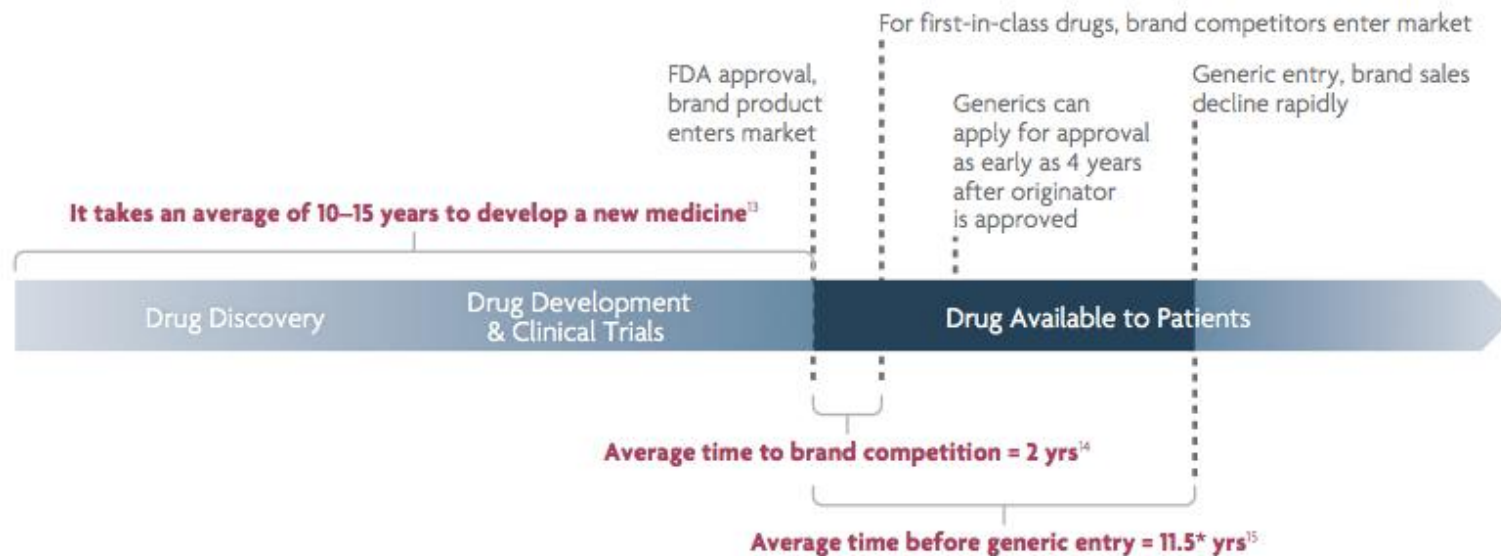 For first-in-class drugs, brand competitors enter market
FDA approval,
brand product
enters market
Generics can
apply for approval
as early as 4 years
after originator
is approved
Generic entry, brand sales
decline rapidly
It takes an average of 10–15 years to develop a new medicine¹³
Drug Discovery
Drug Development
& Clinical Trials
Drug Available to Patients
Average time to brand competition = 2 yrs¹⁴
Average time before generic entry = 11.5* yrs¹⁵